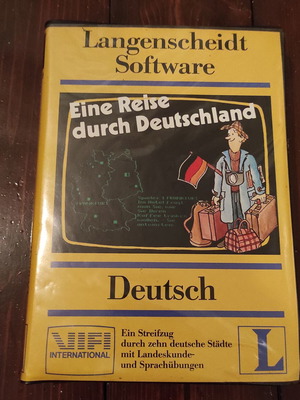 Langenscheidt
Software
Eine Reise
durch Deutschland
Deutsch
VIFI
INTERNATIONAL
Ein Streifzug
durch zehn deutsche Städte
mit Landeskunde-
und Sprachübungen
L